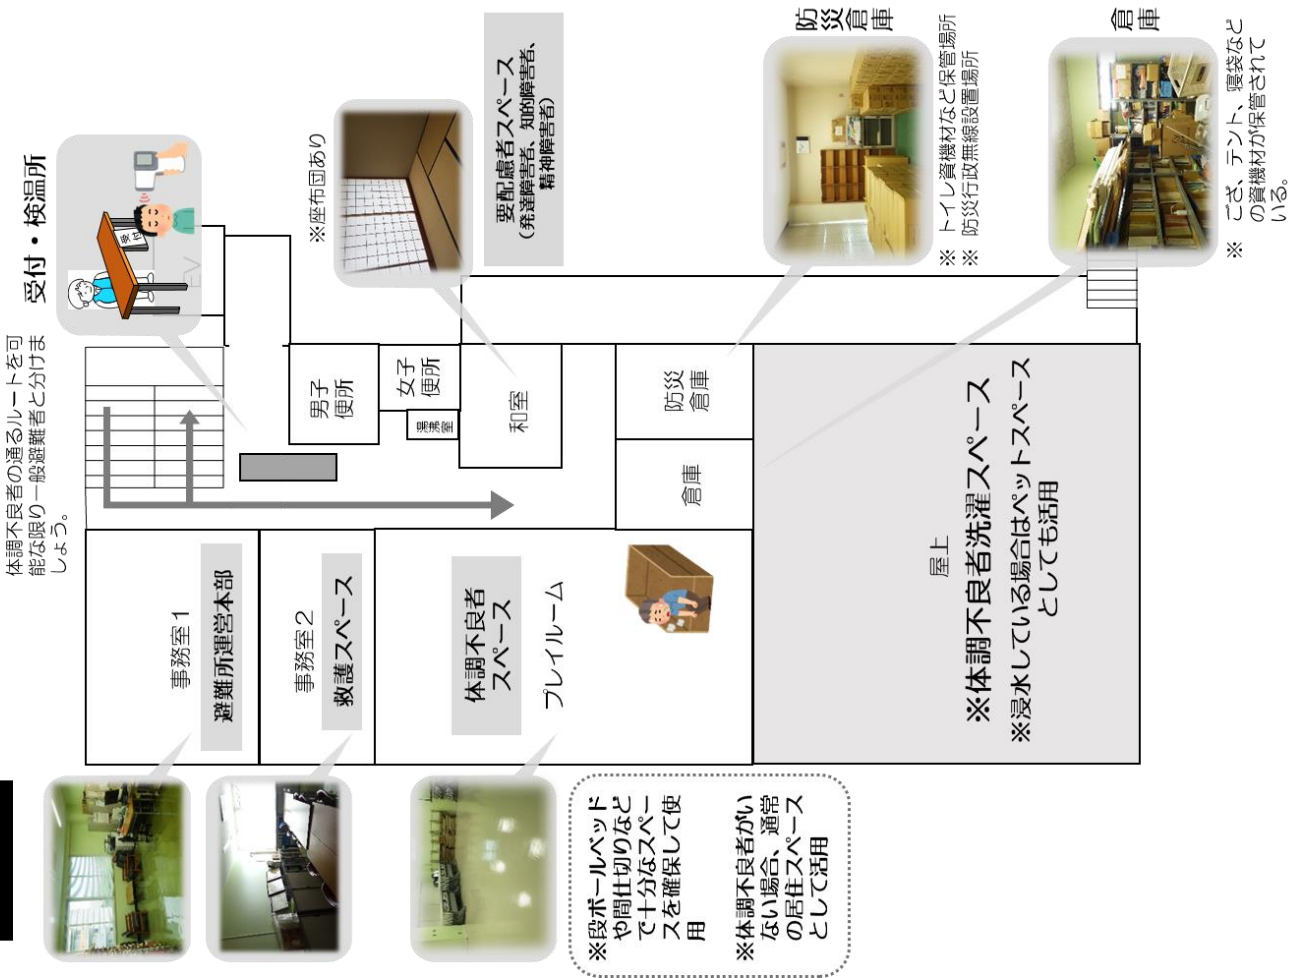 体調不良者の通るルートを可
能な限り一般避難者と分けま
しょう。
受付・検温所
受付
EV
※座布団あり
要配慮者スペース
(発達障害者、知的障害者、
精神障害者)
防災倉庫
※ トイレ資機材など保管場所
※ 防災行政無線設置場所
倉庫
※ ござ、テント、寝袋など
の資機材が保管されて
いる。
男子
便所
女子
便所
湯沸
室
和室
防災
倉庫
倉庫
事務室1
避難所運営本部
事務室2
救護スペース
体調不良者
スペース
プレイルーム
屋上
※体調不良者洗濯スペース
※浸水している場合はペットスペース
としても活用
※段ボールベッド
や間仕切りなど
で十分なスペー
スを確保して使
用
※体調不良者がい
ない場合、通常
の居住スペース
として活用